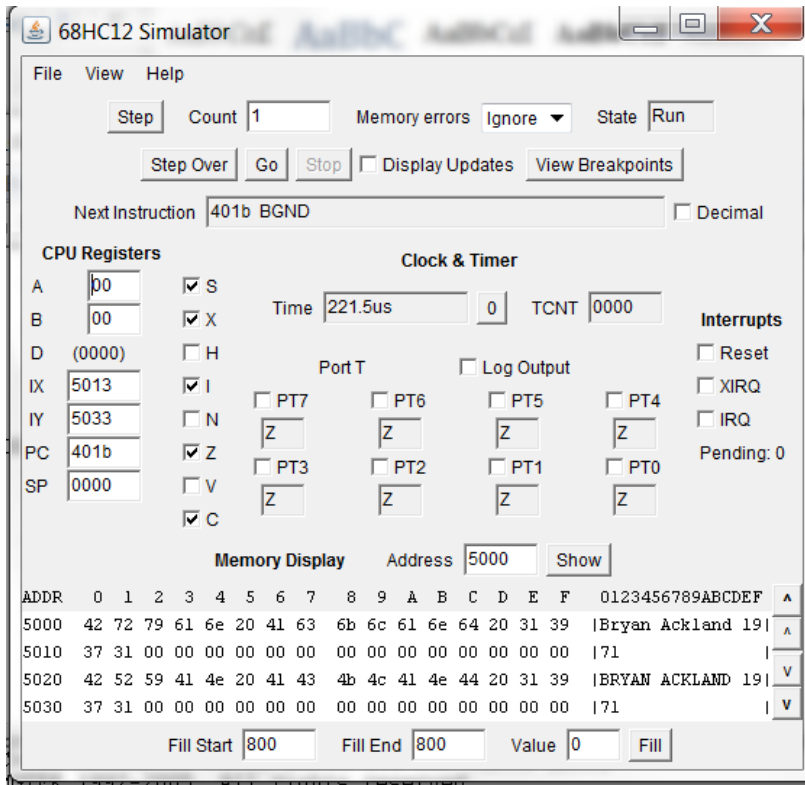 68HC12 Simulator
File View Help
Step Count 1 Memory errors Ignore State Run
Step Over Go Stop Display Updates View Breakpoints
Next Instruction 401b BGND Decimal
CPU Registers Clock & Timer
A 00 S
Time 221.5us 0 TCNT 0000
B 00 X Interrupts
D (0000) H Port T Log Output Reset
IX 5013 I PT7 PT6 PT5 PT4 XIRQ
IY 5033 N Z Z Z Z IRQ
PC 401b Z PT3 PT2 PT1 PT0 Pending: 0
SP 0000 V Z Z Z Z
C
Memory Display Address 5000 Show
ADDR 0 1 2 3 4 5 6 7 8 9 A B C D E F 0123456789ABCDEF
5000 42 72 79 61 6e 20 41 63 6b 6c 61 6e 64 20 31 39 |Bryan Ackland 19|
5010 37 31 00 00 00 00 00 00 00 00 00 00 00 00 00 00 |71 |
5020 42 52 59 41 4e 20 41 43 4b 4c 41 4e 44 20 31 39 |BRYAN ACKLAND 19|
5030 37 31 00 00 00 00 00 00 00 00 00 00 00 00 00 00 |71 |
Fill Start 800 Fill End 800 Value 0 Fill